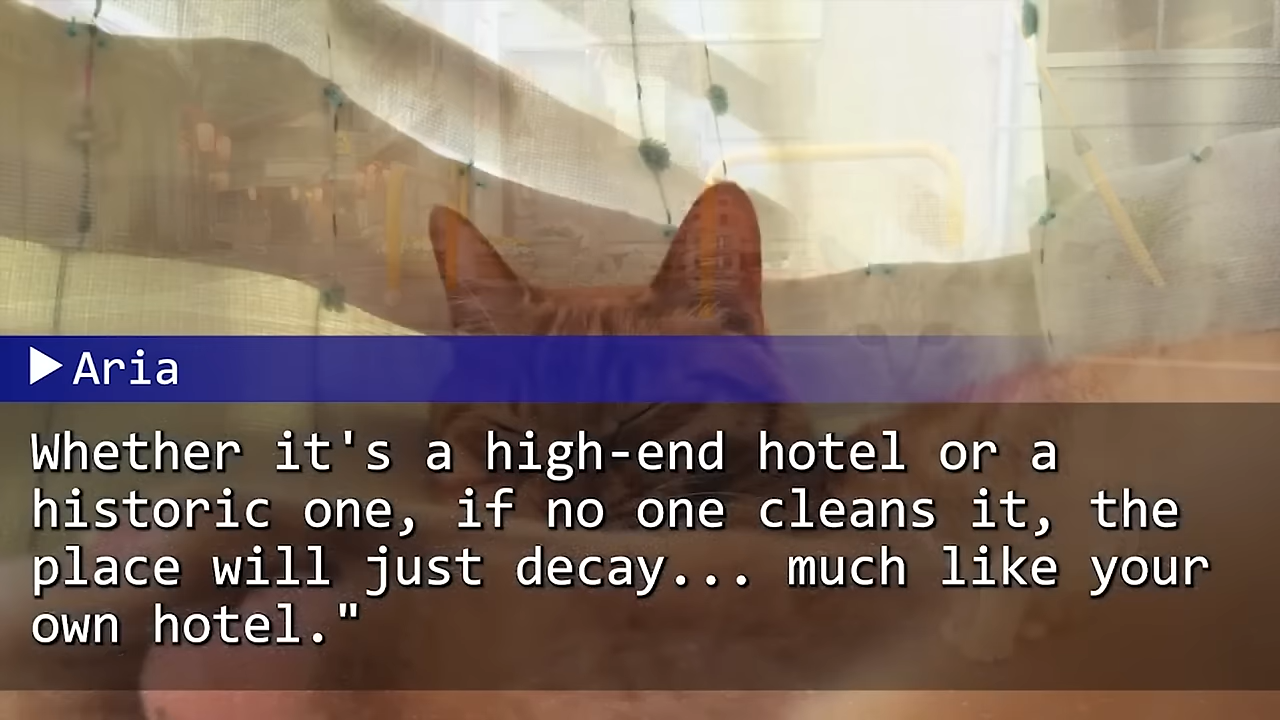 Aria
Whether it's a high-end hotel or a
historic one, if no one cleans it, the
place will just decay... much like your
own hotel."